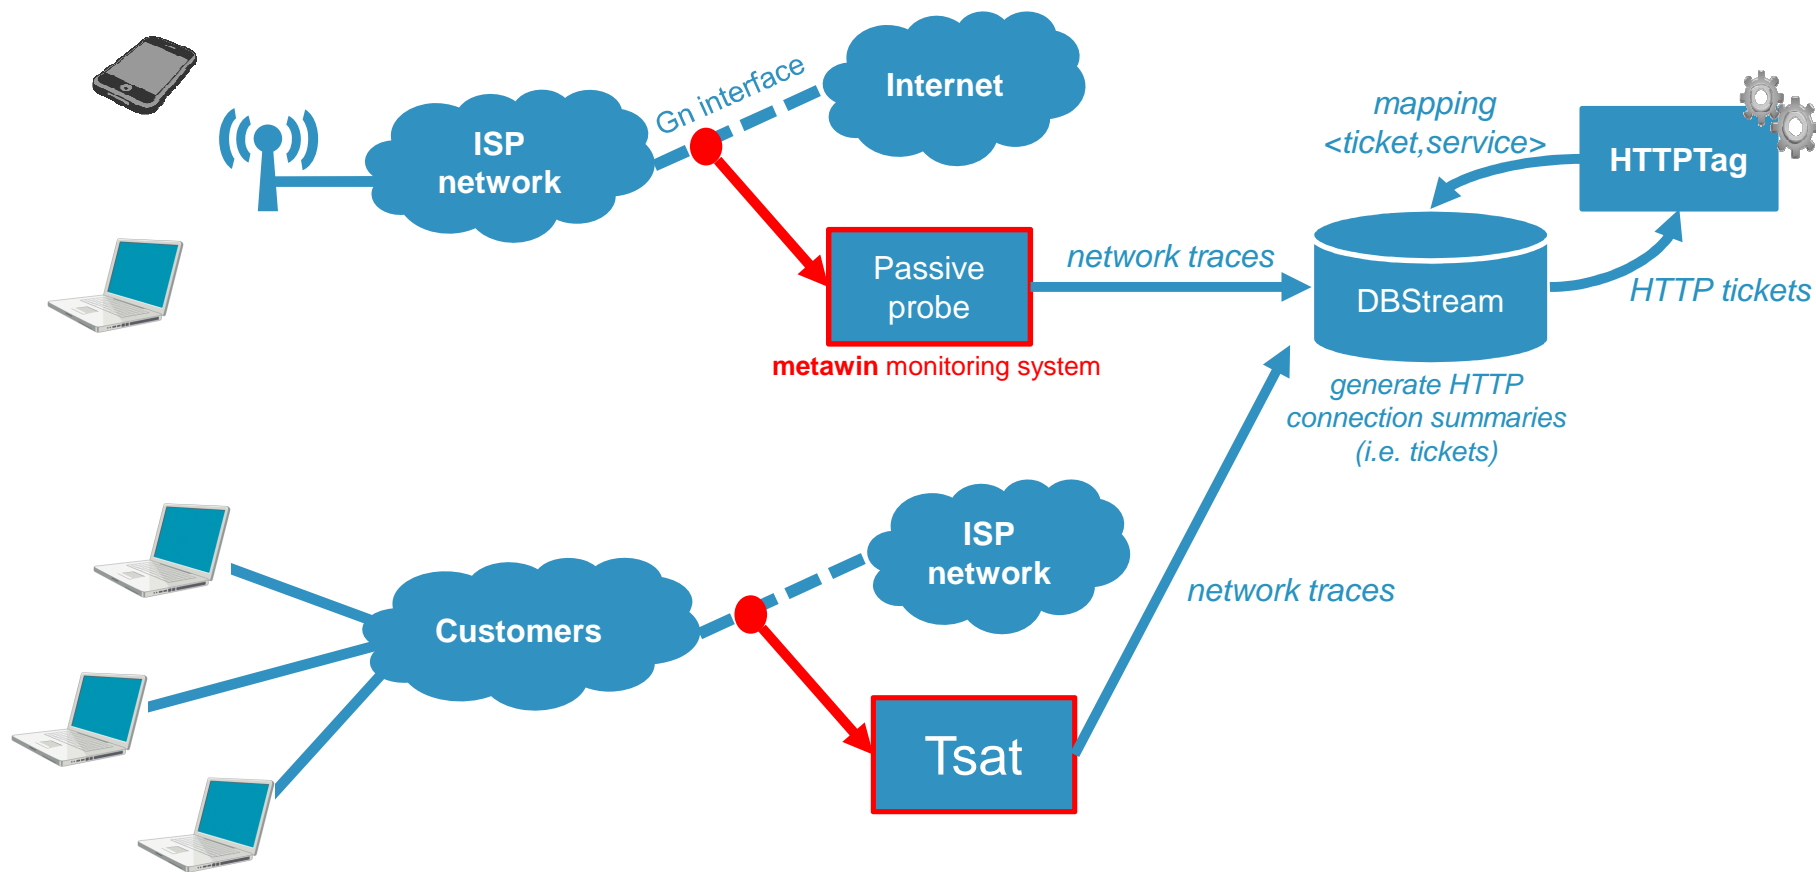 Internet
Gn interface
ISP
network
mapping
<ticket,service>
HTTPTag
Passive
probe
network traces
DBStream
HTTP tickets
metawin monitoring system
generate HTTP
connection summaries
(i.e. tickets)
ISP
network
network traces
Customers
Tsat